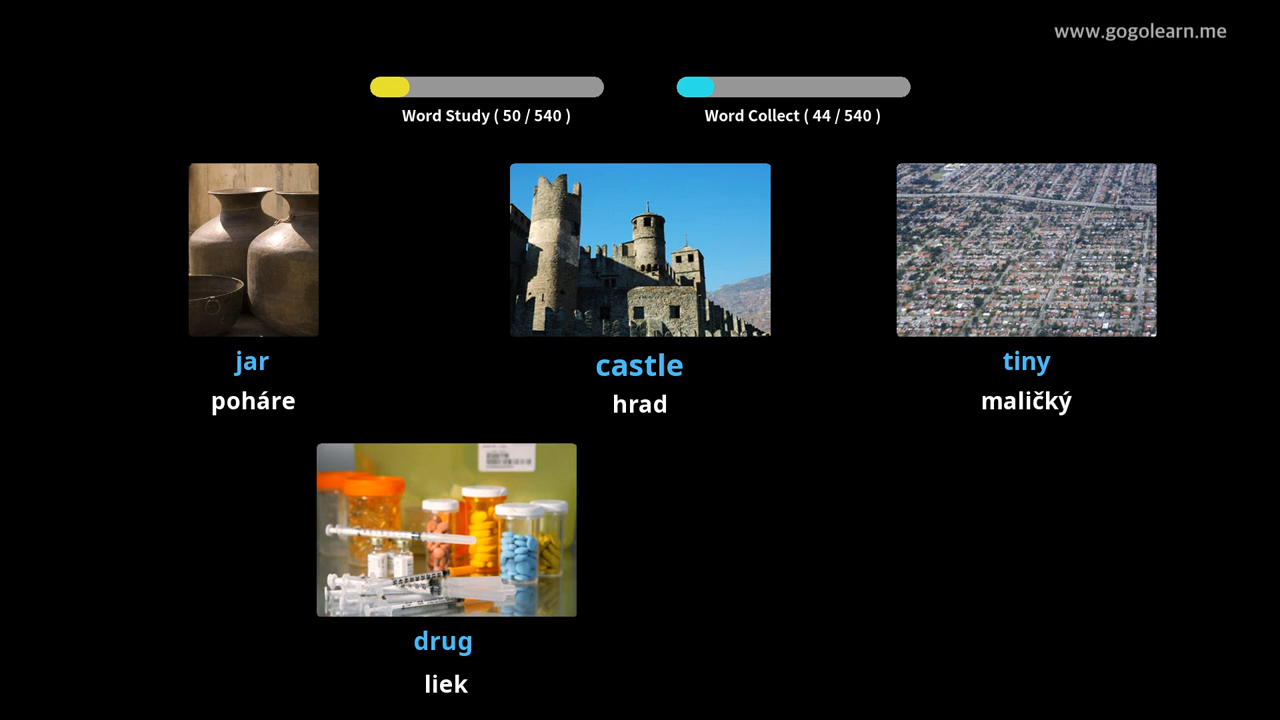 www.gogolearn.me
Word Study ( 50 / 540 )
Word Collect ( 44 / 540 )
jar
poháre
castle
hrad
tiny
maličký
drug
liek